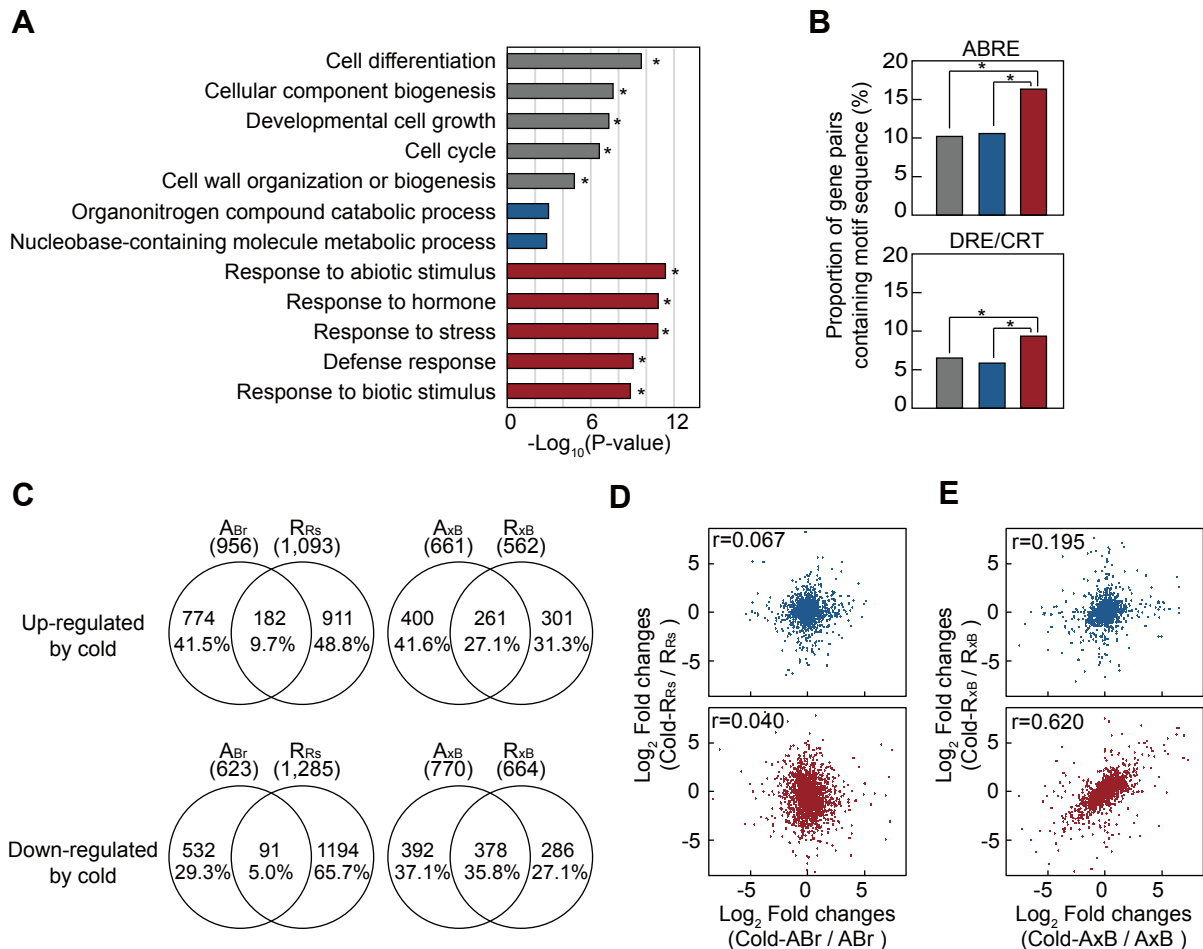 A
Cell differentiation
*
Cellular component biogenesis
*
Developmental cell growth
*
Cell cycle
*
Cell wall organization or biogenesis
*
Organonitrogen compound catabolic process
Nucleobase-containing molecule metabolic process
Response to abiotic stimulus
*
Response to hormone
*
Response to stress
*
Defense response
*
Response to biotic stimulus
*
0 6 12
-Log10(P-value)
B
Proportion of gene pairs
containing motif sequence (%)
ABRE
20
15
10
5
0
*
*
DRE/CRT
20
15
10
5
0
*
*
C
ABr RRs AxB RxB
(956) (1,093) (661) (562)
Up-regulated
by cold
774 182 911 400 261 301
41.5% 9.7% 48.8% 41.6% 27.1% 31.3%
ABr RRs AxB RxB
(623) (1,285) (770) (664)
Down-regulated
by cold
532 91 1194 392 378 286
29.3% 5.0% 65.7% 37.1% 35.8% 27.1%
D
Log2 Fold changes
(Cold-RRs / RRs)
r=0.067
5
0
-5
r=0.040
5
0
-5
-5 0 5
Log2 Fold changes
(Cold-ABr / ABr)
E
Log2 Fold changes
(Cold-RxB / RxB)
r=0.195
5
0
-5
r=0.620
5
0
-5
-5 0 5
Log2 Fold changes
(Cold-AxB / AxB )